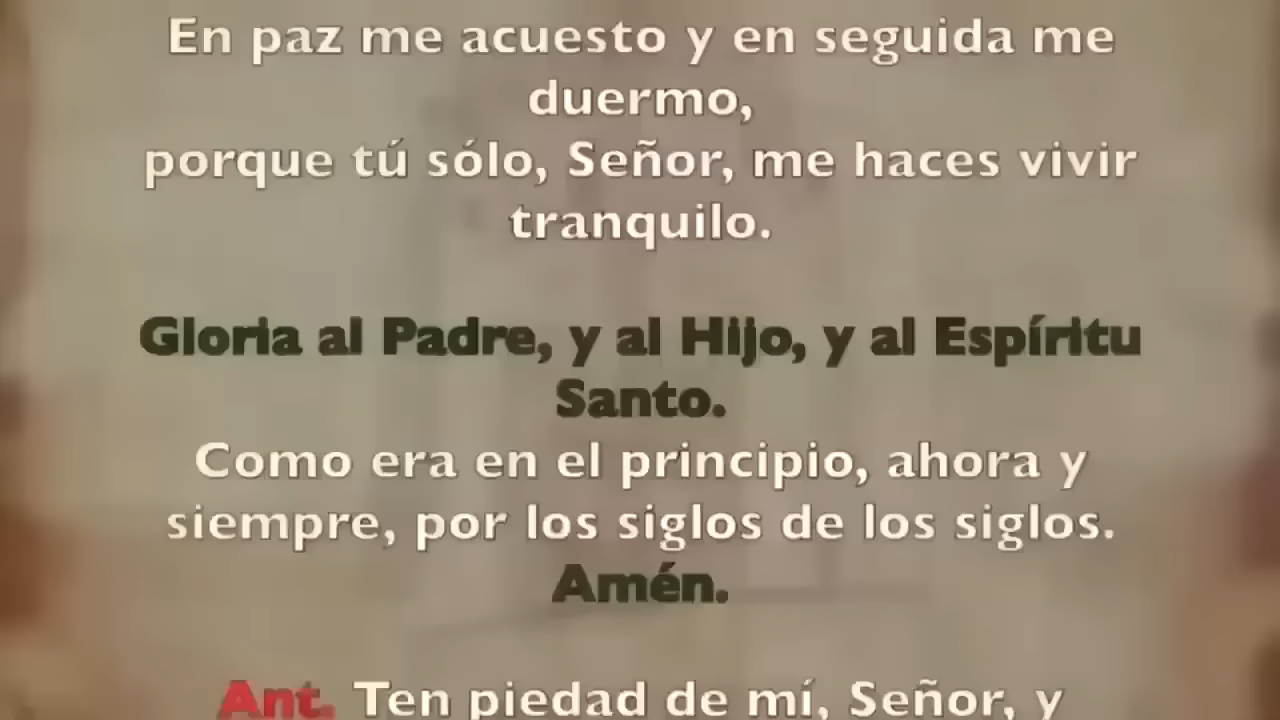 En paz me acuesto y en seguida me
duermo,
porque tú sólo, Señor, me haces vivir
tranquilo.
Gloria al Padre, y al Hijo, y al Espíritu
Santo.
Como era en el principio, ahora y
siempre, por los siglos de los siglos.
Amén.
Ant. Ten piedad de mí, Señor, y